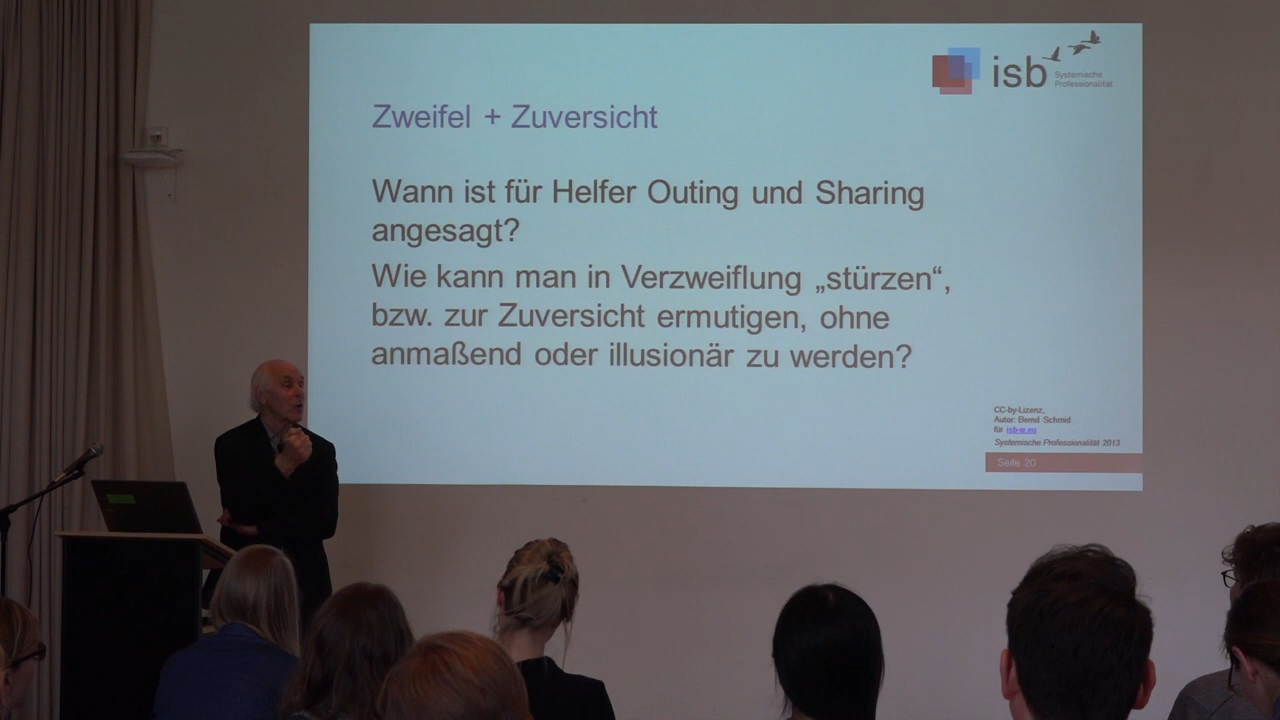 isb
Systemische
Professionalität
Zweifel + Zuversicht
Wann ist für Helfer Outing und Sharing
angesagt?
Wie kann man in Verzweiflung „stürzen“,
bzw. zur Zuversicht ermutigen, ohne
anmaßend oder illusionär zu werden?
CC-by-Lizenz,
Autor: Bernd Schmid
für isb-w.eu
Systemische Professionalität 2013
Seite 20